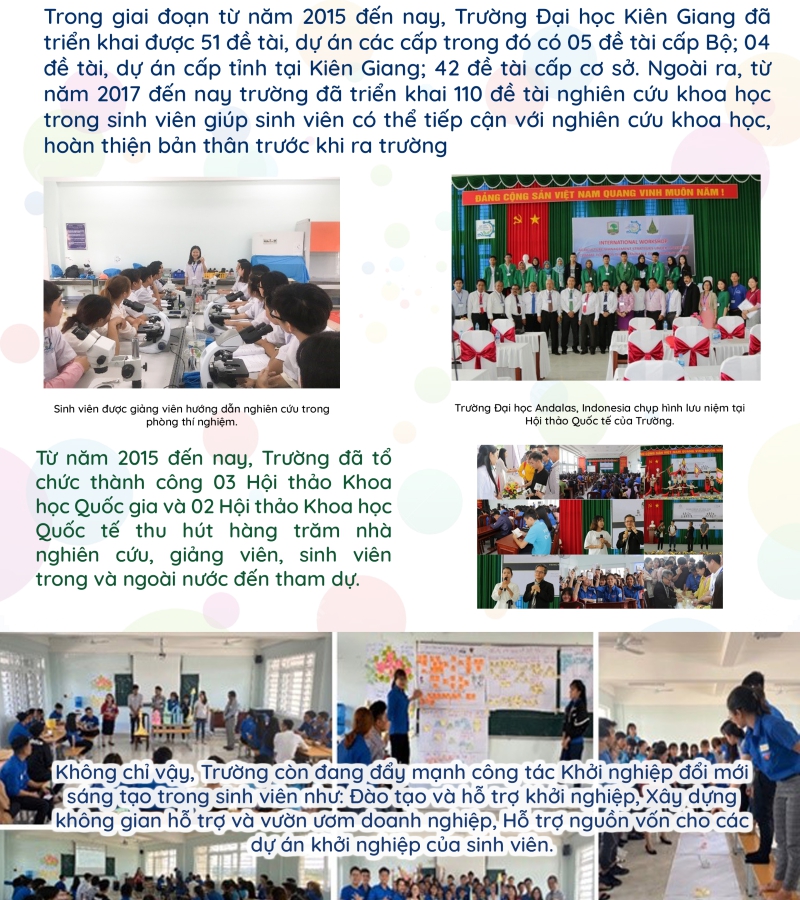 Trong giai đoạn từ năm 2015 đến nay, Trường Đại học Kiên Giang đã
triển khai được 51 đề tài, dự án các cấp trong đó có 05 đề tài cấp Bộ; 04
đề tài, dự án cấp tỉnh tại Kiên Giang; 42 đề tài cấp cơ sở. Ngoài ra, từ
năm 2017 đến nay trường đã triển khai 110 đề tài nghiên cứu khoa học
trong sinh viên giúp sinh viên có thể tiếp cận với nghiên cứu khoa học,
hoàn thiện bản thân trước khi ra trường
ĐẢNG CỘNG SẢN VIỆT NAM QUANG VINH MUÔN NĂM !
INTERNATIONAL WORKSHOP
Sinh viên được giảng viên hướng dẫn nghiên cứu trong
phòng thí nghiệm.
Trường Đại học Andalas, Indonesia chụp hình lưu niệm tại
Hội thảo Quốc tế của Trường.
Từ năm 2015 đến nay, Trường đã tổ
chức thành công 03 Hội thảo Khoa
học Quốc gia và 02 Hội thảo Khoa học
Quốc tế thu hút hàng trăm nhà
nghiên cứu, giảng viên, sinh viên
trong và ngoài nước đến tham dự.
Không chỉ vậy, Trường còn đang đẩy mạnh công tác Khởi nghiệp đổi mới
sáng tạo trong sinh viên như: Đào tạo và hỗ trợ khởi nghiệp, Xây dựng
không gian hỗ trợ và vườn ươm doanh nghiệp, Hỗ trợ nguồn vốn cho các
dự án khởi nghiệp của sinh viên.